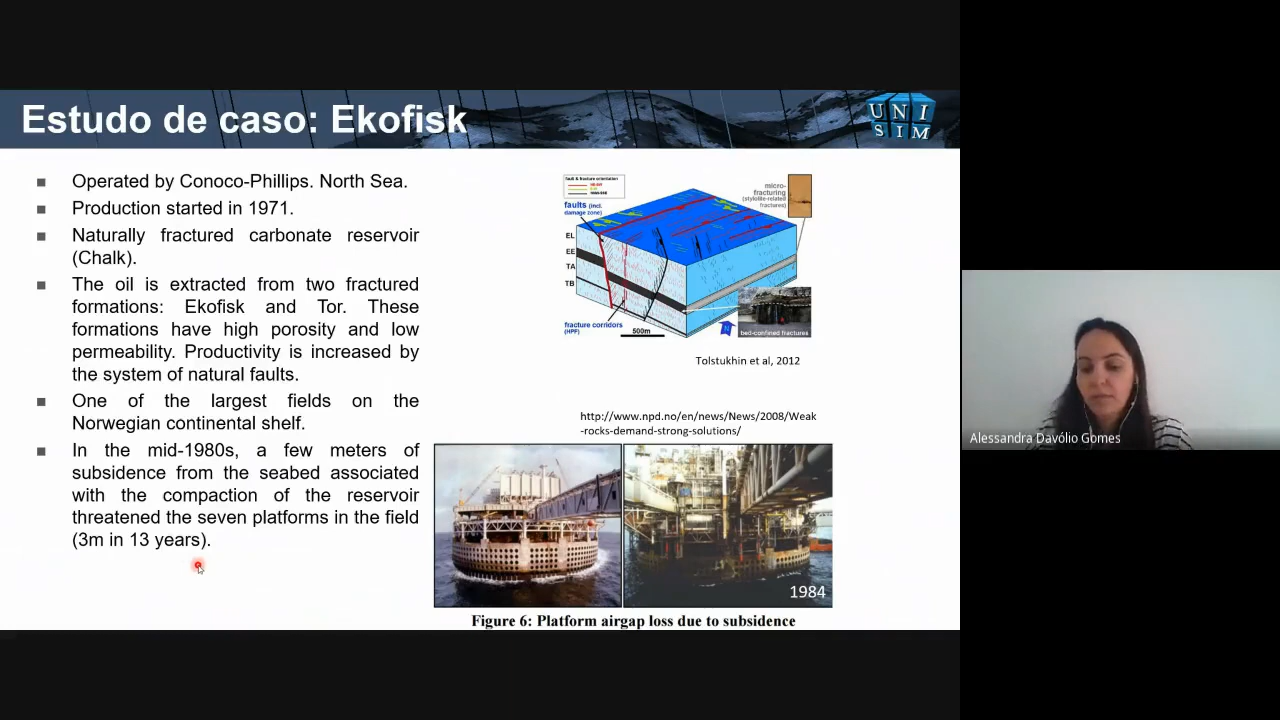 Estudo de caso: Ekofisk
UNI
SIM
Operated by Conoco-Phillips. North Sea.
Production started in 1971.
Naturally fractured carbonate reservoir
(Chalk).
The oil is extracted from two fractured
formations: Ekofisk and Tor. These
formations have high porosity and low
permeability. Productivity is increased by
the system of natural faults.
One of the largest fields on the
Norwegian continental shelf.
In the mid-1980s, a few meters of
subsidence from the seabed associated
with the compaction of the reservoir
threatened the seven platforms in the field
(3m in 13 years).
fault & fracture orientation
faults (incl.
damage zone)
micro-
fracturing
(stylolite-related
fractures)
EL
EE
TA
TB
fracture corridors
(HPF)
500m
bed-confined fractures
Tolstukhin et al, 2012
http://www.npd.no/en/news/News/2008/Weak
-rocks-demand-strong-solutions/
1984
Figure 6: Platform airgap loss due to subsidence
Alessandra Davólio Gomes